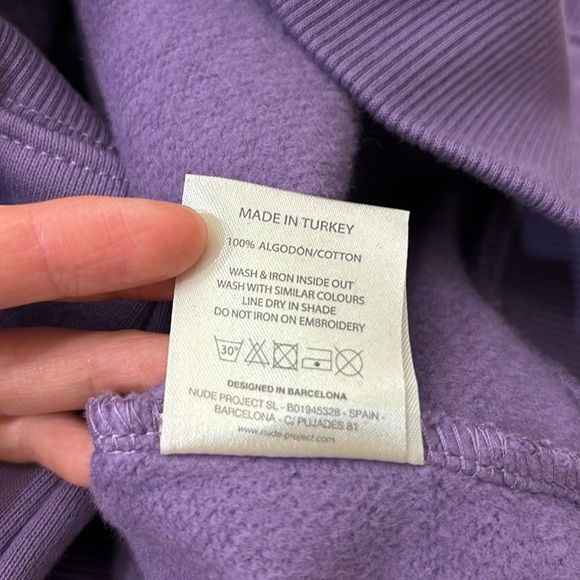 MADE IN TURKEY
100% ALGODÓN/COTTON
WASH & IRON INSIDE OUT
WASH WITH SIMILAR COLOURS
LINE DRY IN SHADE
DO NOT IRON ON EMBROIDERY
30°
DESIGNED IN BARCELONA
NUDE PROJECT SL - B01945328 - SPAIN -
BARCELONA - C/ PUJADES 81
www.nude-project.com